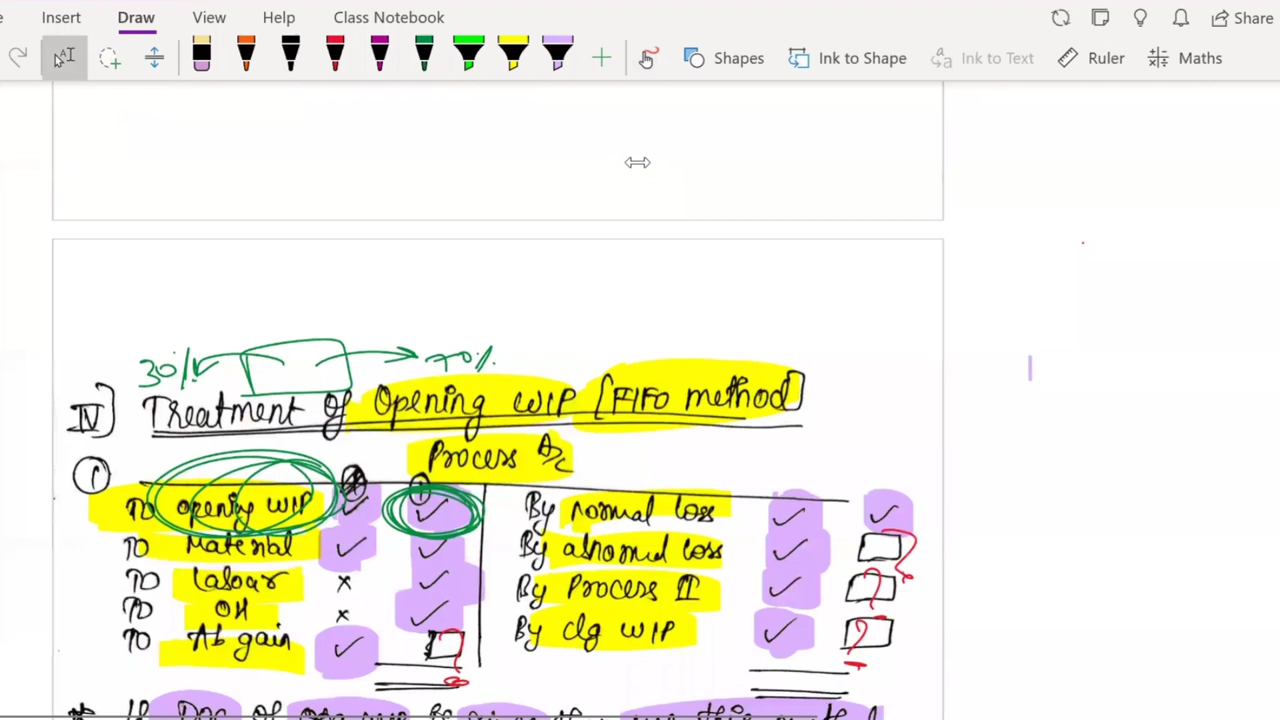 Insert Draw View Help Class Notebook Share
Shapes Ink to Shape Ink to Text Ruler Maths
30% 70%
IV] Treatment of Opening WIP [FIFO method]
Process A/c
1
To opening WIP ✓ ✓ By normal loss ✓ ✓
To Material ✓ ✓ By abnormal loss ✓ ?
To Labour × ✓ By Process II ✓ ?
To OH × ✓ By clg WIP ✓ ?
To Ab gain ✓ ?